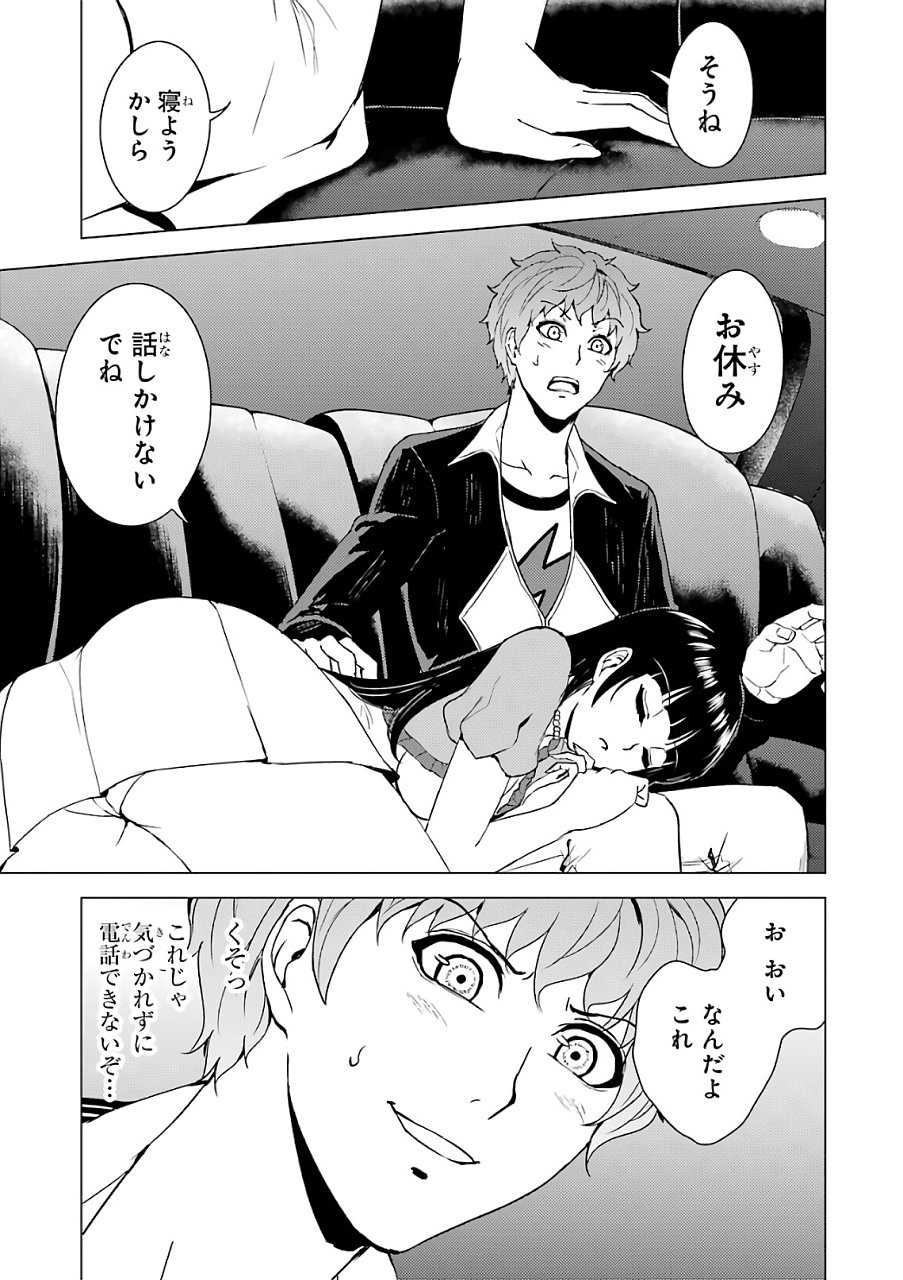 そうね
寝よう
かしら
お休み
話しかけない
でね
お おい
なんだよ
これ
くそっ
これじゃ
気づかれずに
電話できないぞ…